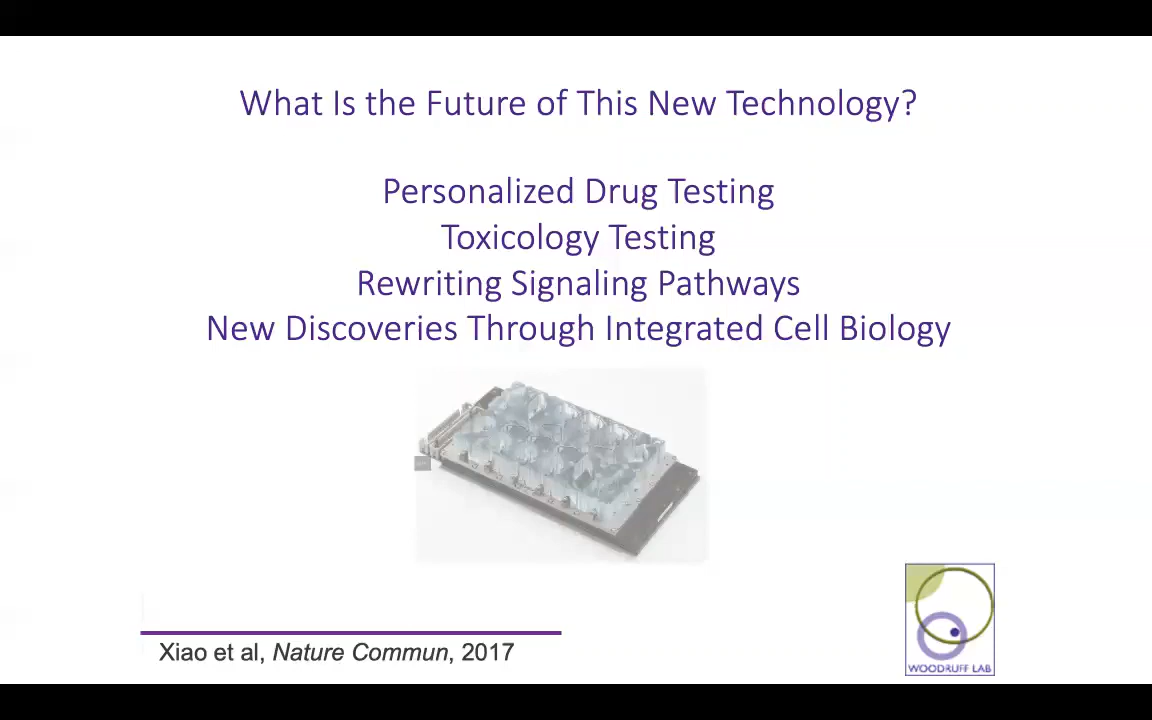 What Is the Future of This New Technology?
Personalized Drug Testing
Toxicology Testing
Rewriting Signaling Pathways
New Discoveries Through Integrated Cell Biology
Xiao et al, Nature Commun, 2017
WOODRUFF LAB